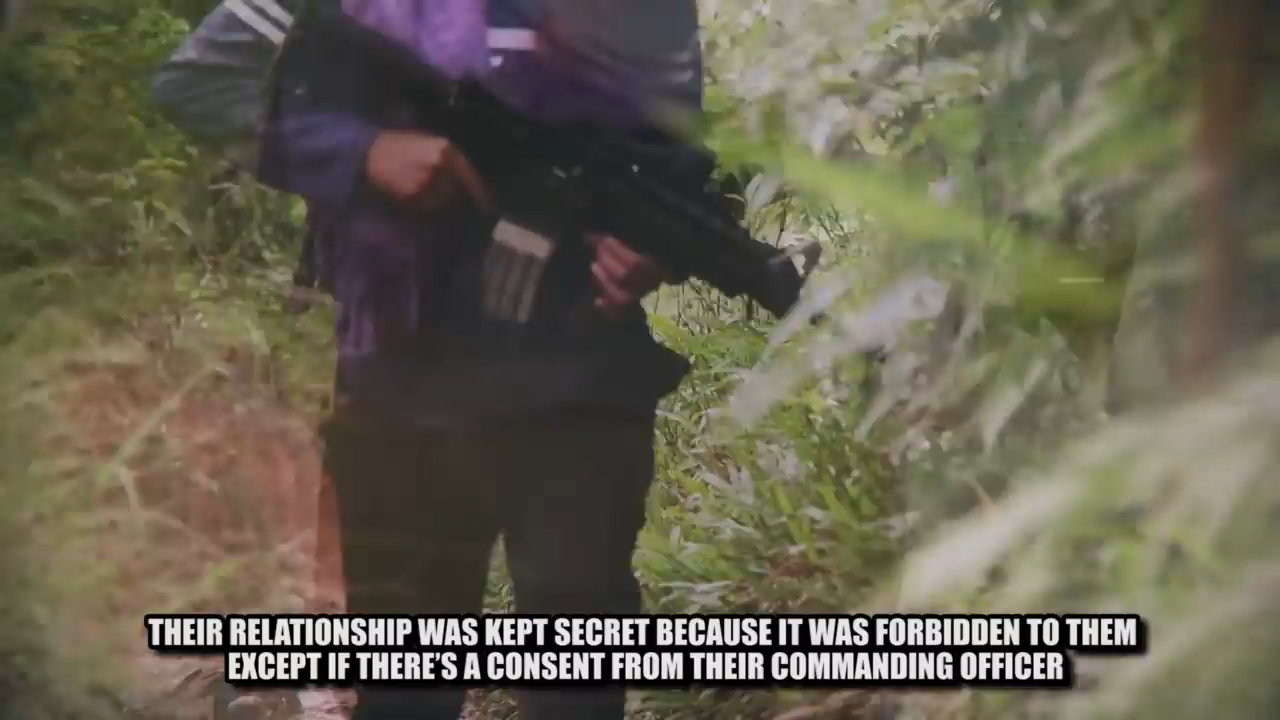 THEIR RELATIONSHIP WAS KEPT SECRET BECAUSE IT WAS FORBIDDEN TO THEM
EXCEPT IF THERE'S A CONSENT FROM THEIR COMMANDING OFFICER